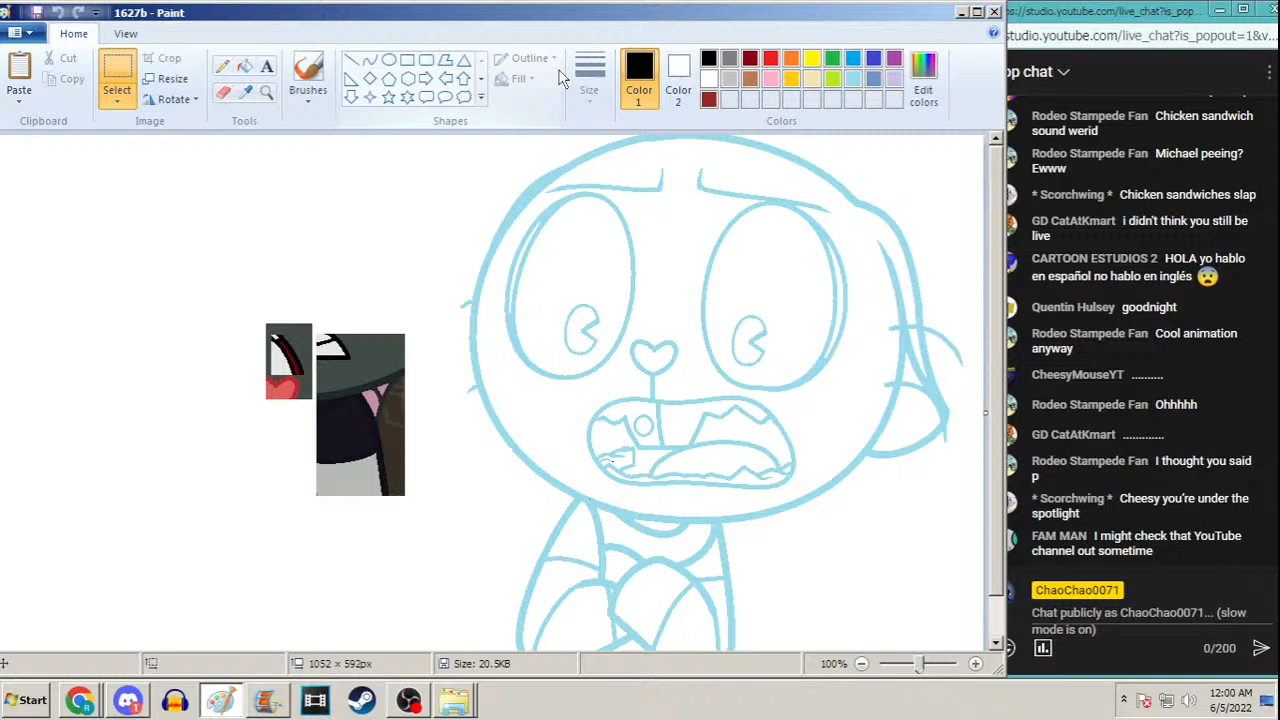 1627b - Paint
Home
View
Paste
Cut
Copy
Clipboard
Select
Crop
Resize
Rotate
Image
A
Tools
Brushes
Outline
Fill
Shapes
Size
Color
1
Color
2
Edit
colors
Colors
ps://studio.youtube.com/live_chat?is_pop...
studio.youtube.com/live_chat?is_popout=1&v
op chat
Rodeo Stampede Fan Chicken sandwich
sound werid
Rodeo Stampede Fan Michael peeing?
Ewww
* Scorchwing * Chicken sandwiches slap
GD CatAtKmart i didn't think you still be
live
CARTOON ESTUDIOS 2 HOLA yo hablo
en español no hablo en inglés 😨
Quentin Hulsey goodnight
Rodeo Stampede Fan Cool animation
anyway
CheesyMouseYT ..........
Rodeo Stampede Fan Ohhhhh
GD CatAtKmart .............
Rodeo Stampede Fan I thought you said
p
* Scorchwing * Cheesy you're under the
spotlight
FAM MAN I might check that YouTube
channel out sometime
ChaoChao0071
Chat publicly as ChaoChao0071... (slow
mode is on)
0/200
1052 × 592px
Size: 20.5KB
100%
Start
12:00 AM
6/5/2022